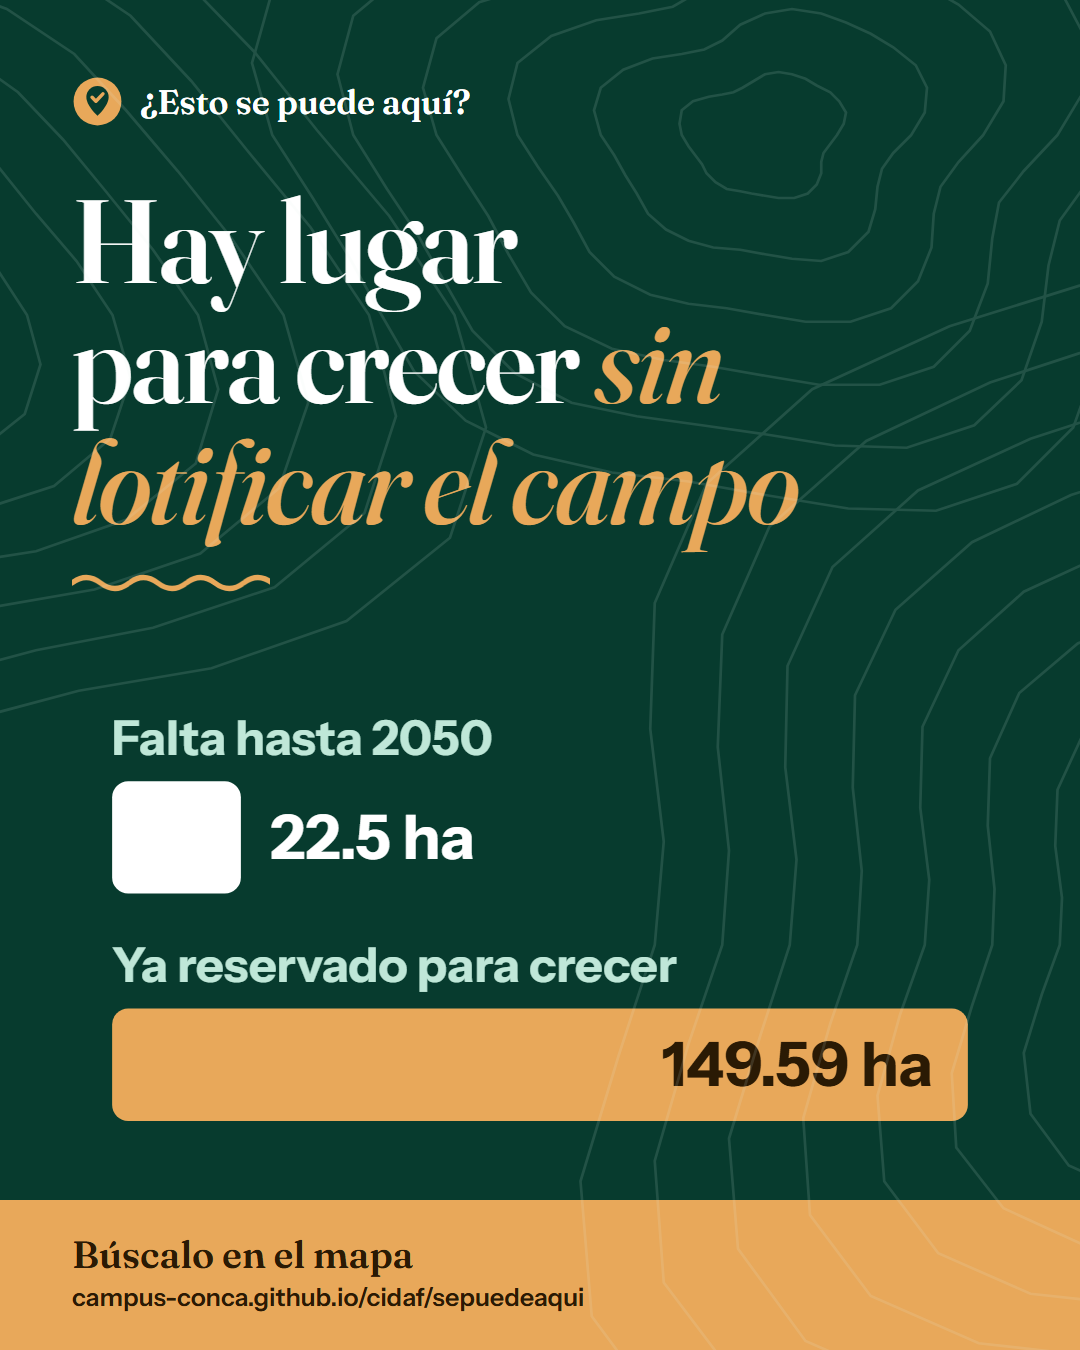 ¿Esto se puede aquí?
Hay lugar
para crecer sin
lotificar el campo
Falta hasta 2050
22.5 ha
Ya reservado para crecer
149.59 ha
Búscalo en el mapa
campus-conca.github.io/cidaf/sepuedeaqui